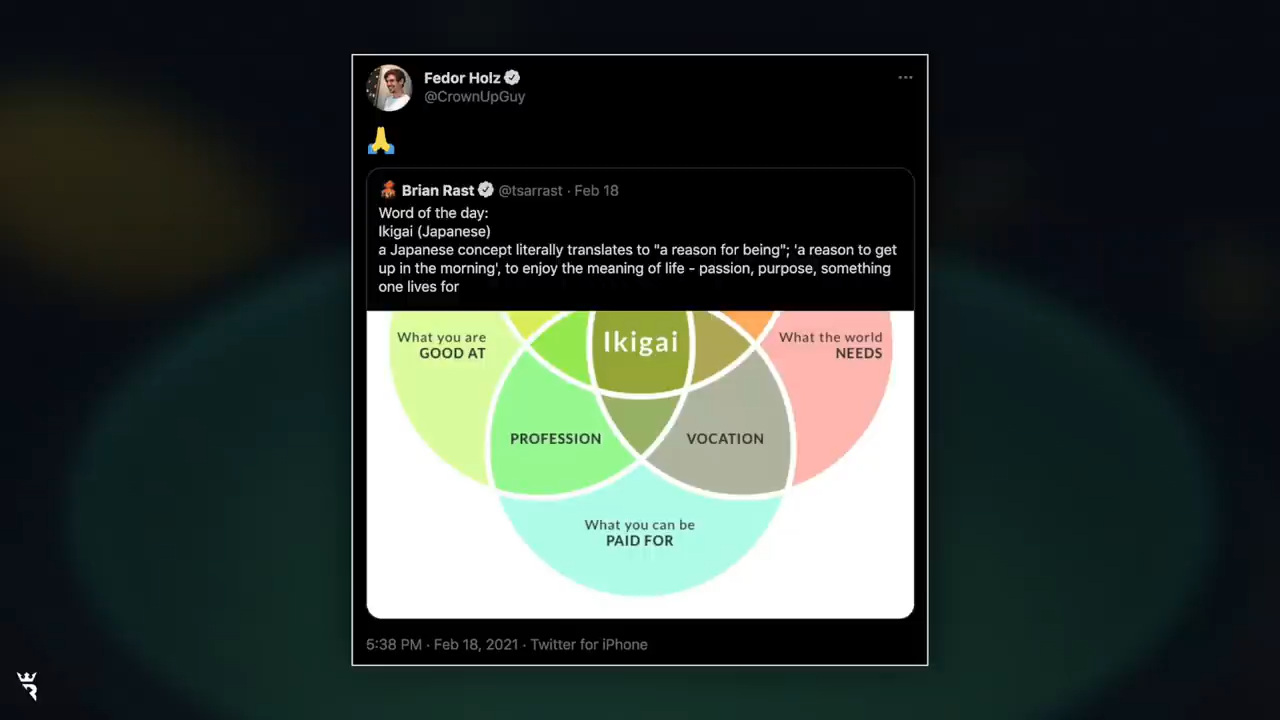 Fedor Holz
@CrownUpGuy
🙏
Brian Rast @tsarrast · Feb 18
Word of the day:
Ikigai (Japanese)
a Japanese concept literally translates to "a reason for being"; 'a reason to get
up in the morning', to enjoy the meaning of life - passion, purpose, something
one lives for
What you are
GOOD AT
Ikigai
What the world
NEEDS
PROFESSION
VOCATION
What you can be
PAID FOR
5:38 PM · Feb 18, 2021 · Twitter for iPhone